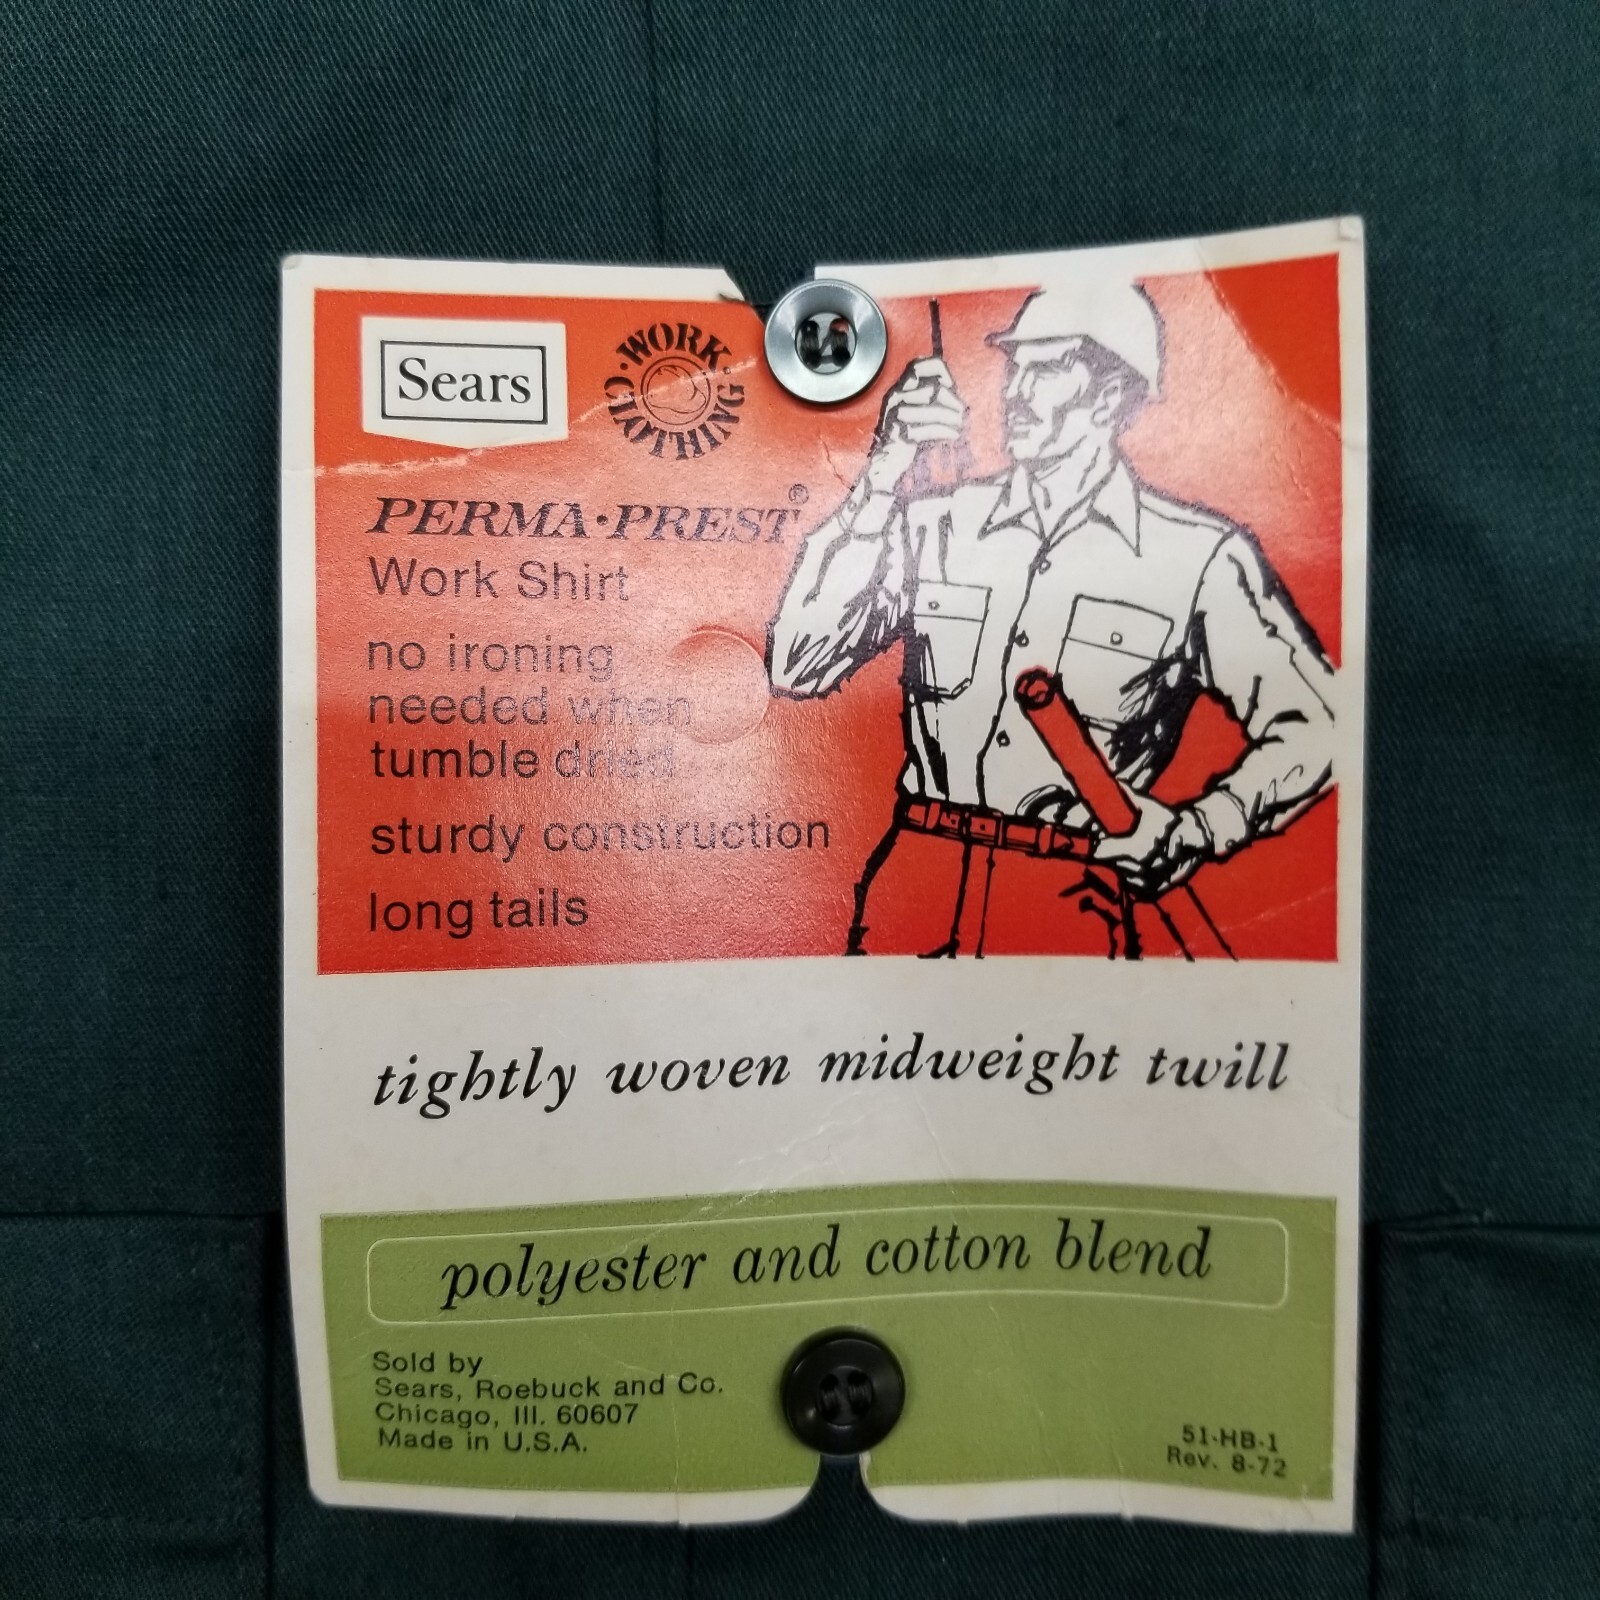 Sears
WORK CLOTHING
PERMA·PREST®
Work Shirt
no ironing
needed when
tumble dried
sturdy construction
long tails
tightly woven midweight twill
polyester and cotton blend
Sold by
Sears, Roebuck and Co.
Chicago, Ill. 60607
Made in U.S.A.
51-HB-1
Rev. 8-72